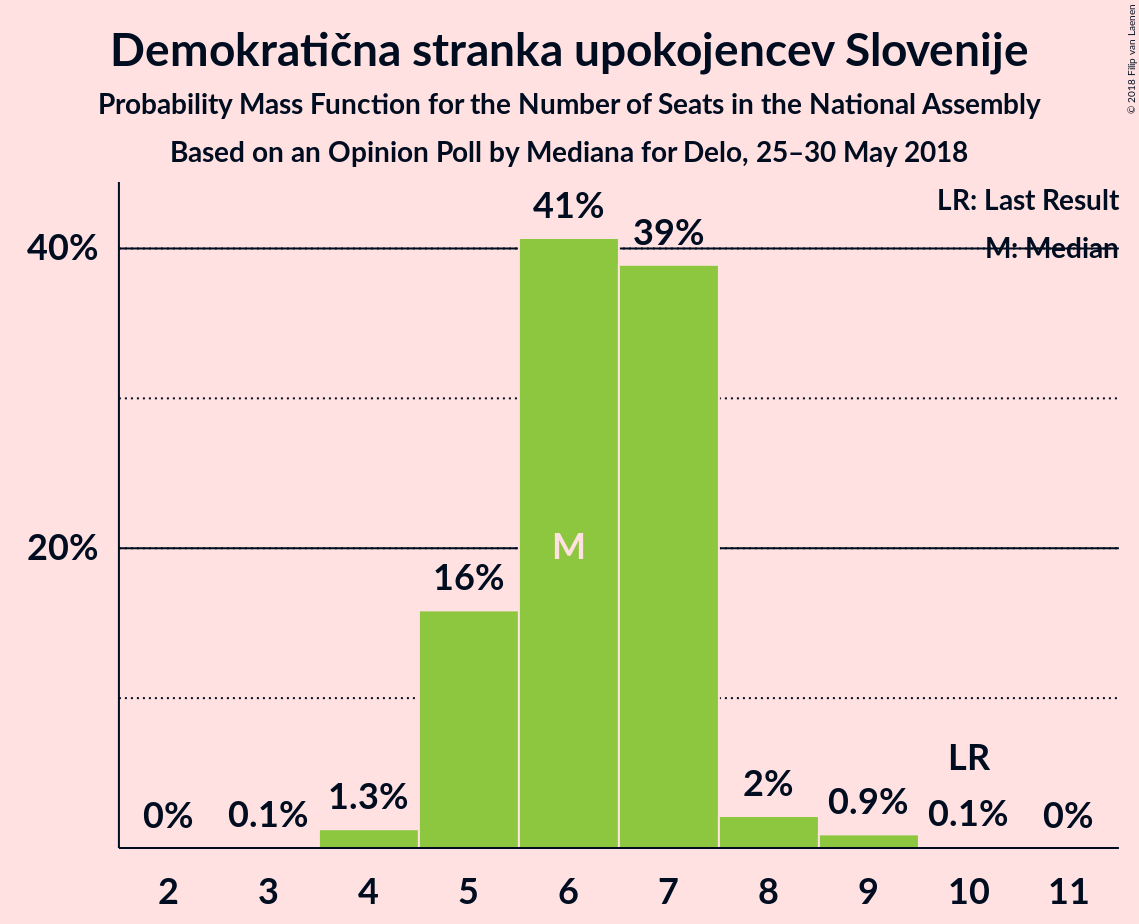 Demokratična stranka upokojencev Slovenije
Probability Mass Function for the Number of Seats in the National Assembly
Based on an Opinion Poll by Mediana for Delo, 25–30 May 2018
© 2018 Filip van Laenen
LR: Last Result
M: Median
40%
20%
0%
0.1%
1.3%
16%
41%
M
39%
2%
0.9%
LR
0.1%
0%
2 3 4 5 6 7 8 9 10 11